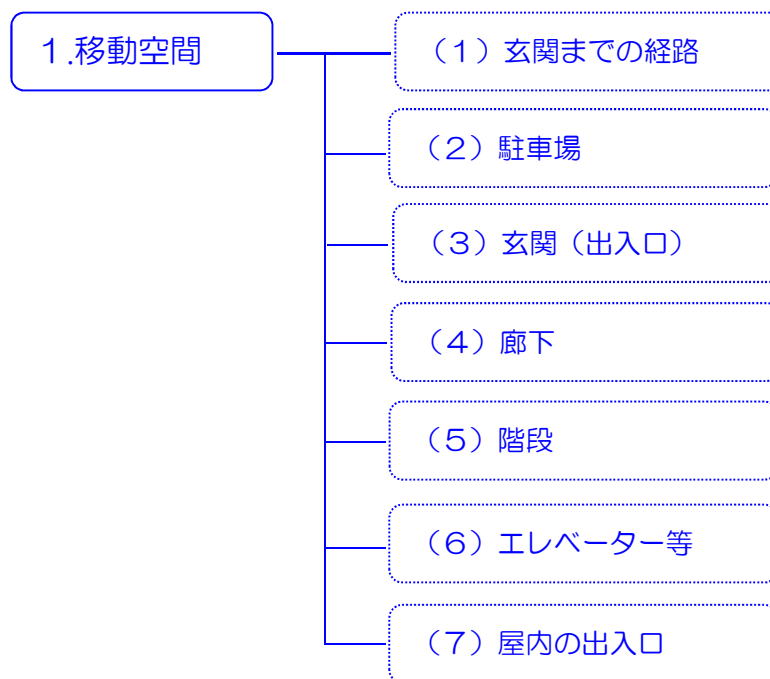 １.移動空間
（１）玄関までの経路
（２）駐車場
（３）玄関（出入口）
（４）廊下
（５）階段
（６）エレベーター等
（７）屋内の出入口